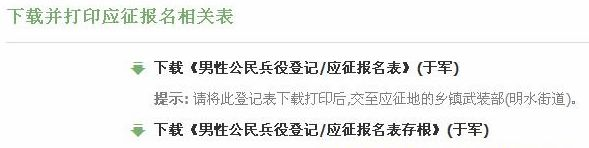 下载并打印应征报名相关表
下载《男性公民兵役登记/应征报名表》(于军)
提示: 请将此登记表下载打印后,交至应征地的乡镇武装部(明水街道)。
下载《男性公民兵役登记/应征报名表存根》(于军)